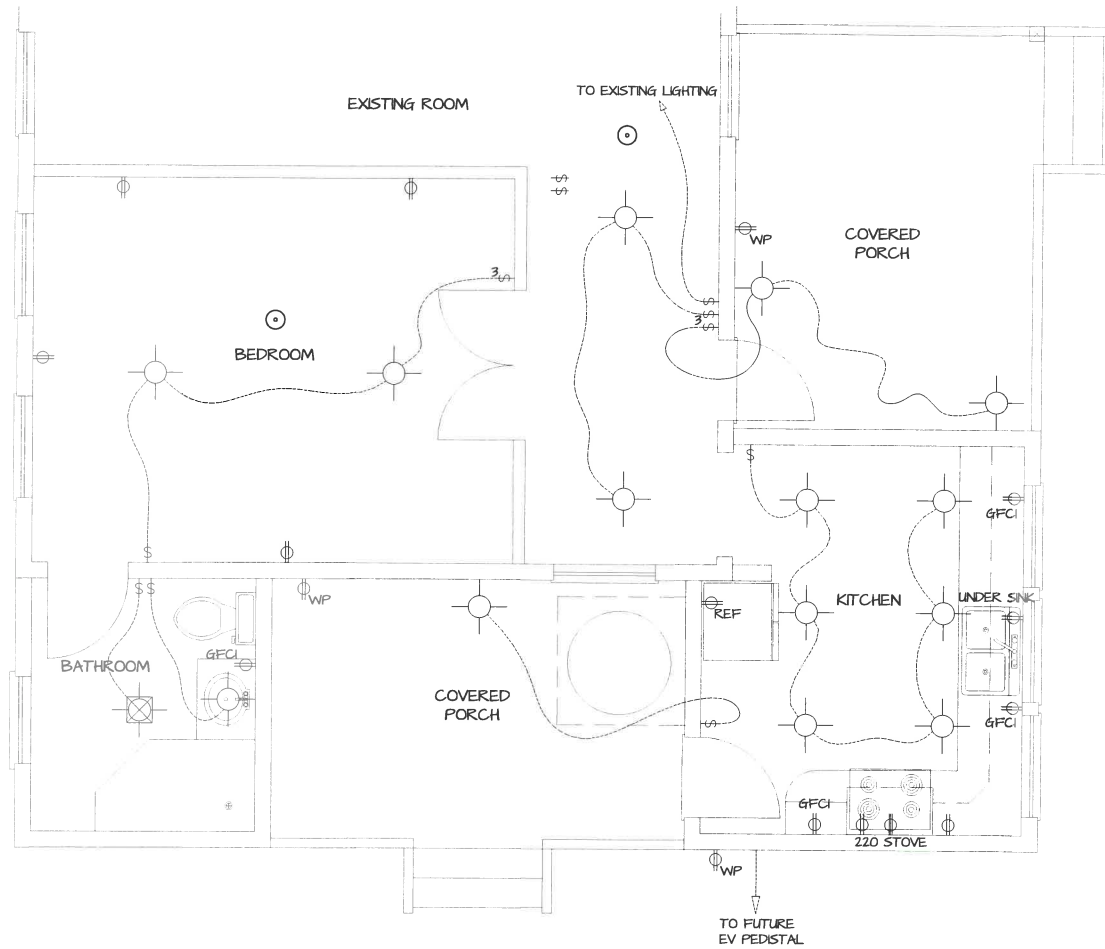 TO EXISTING LIGHTING
EXISTING ROOM
S
S
WP
COVERED
PORCH
3 S
S
S
3 S
BEDROOM
S
GFCI
S
S S
WP
UNDER SINK
REF
KITCHEN
GFCI
BATHROOM
COVERED
PORCH
S
GFCI
GFCI
220 STOVE
WP
TO FUTURE
EV PEDISTAL